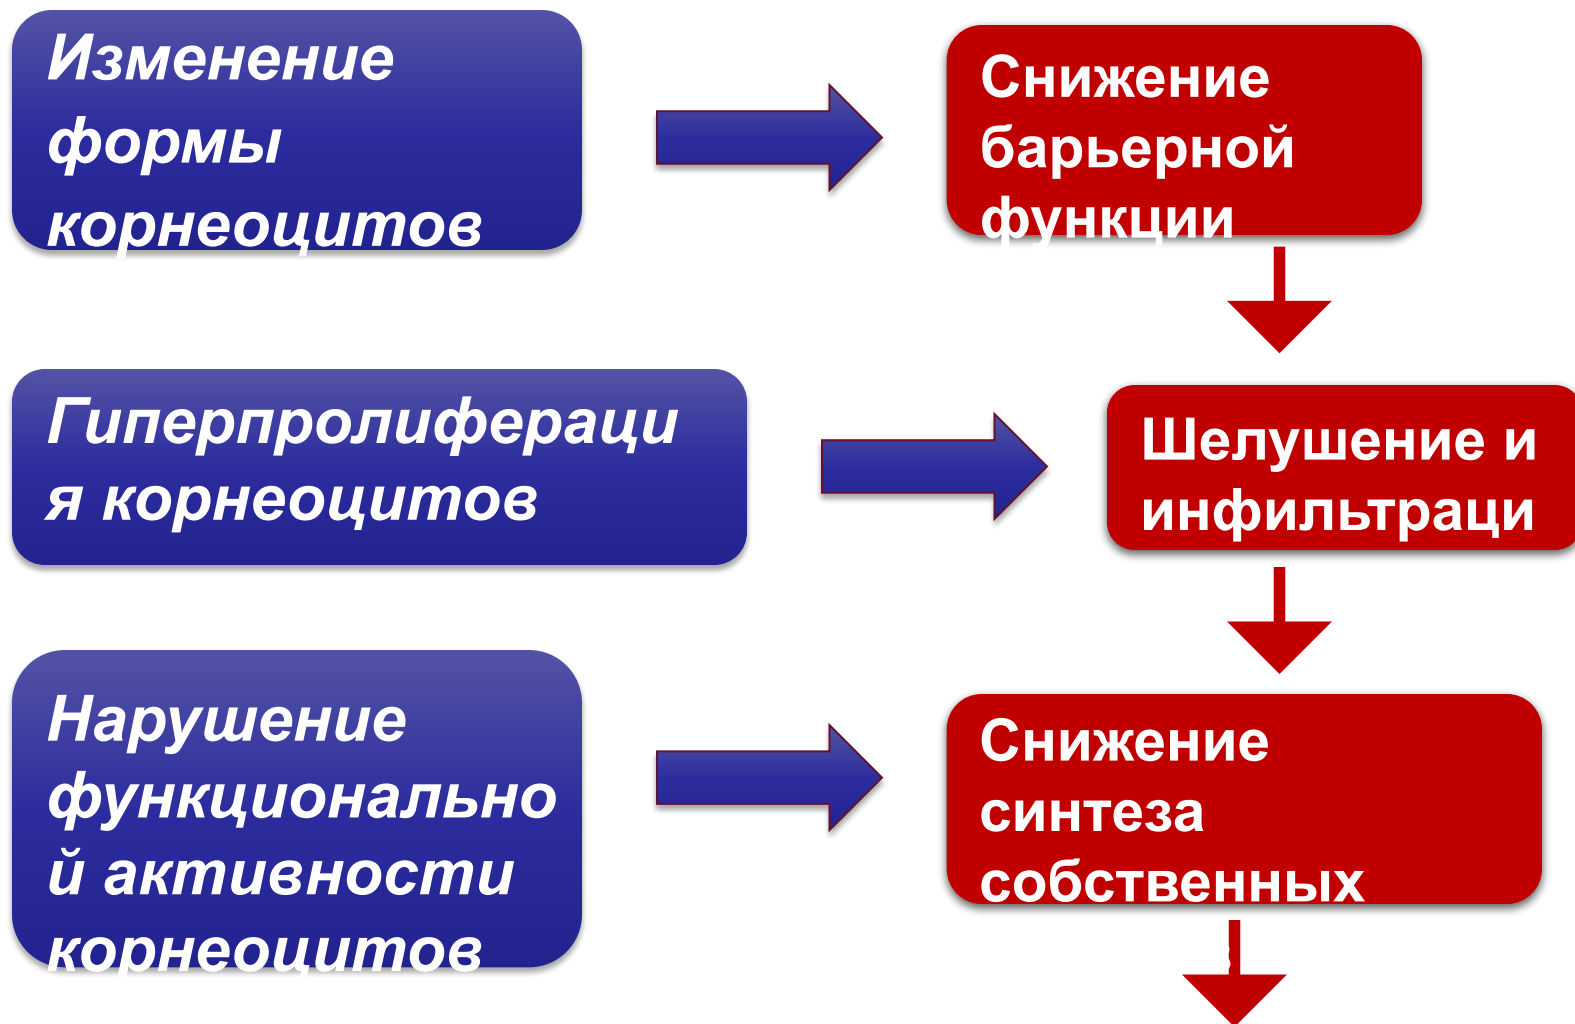 Изменение
формы
корнеоцитов
Снижение
барьерной
функции
Гиперпролифераци
я корнеоцитов
Шелушение и
инфильтраци
Нарушение
функционально
й активности
корнеоцитов
Снижение
синтеза
собственных